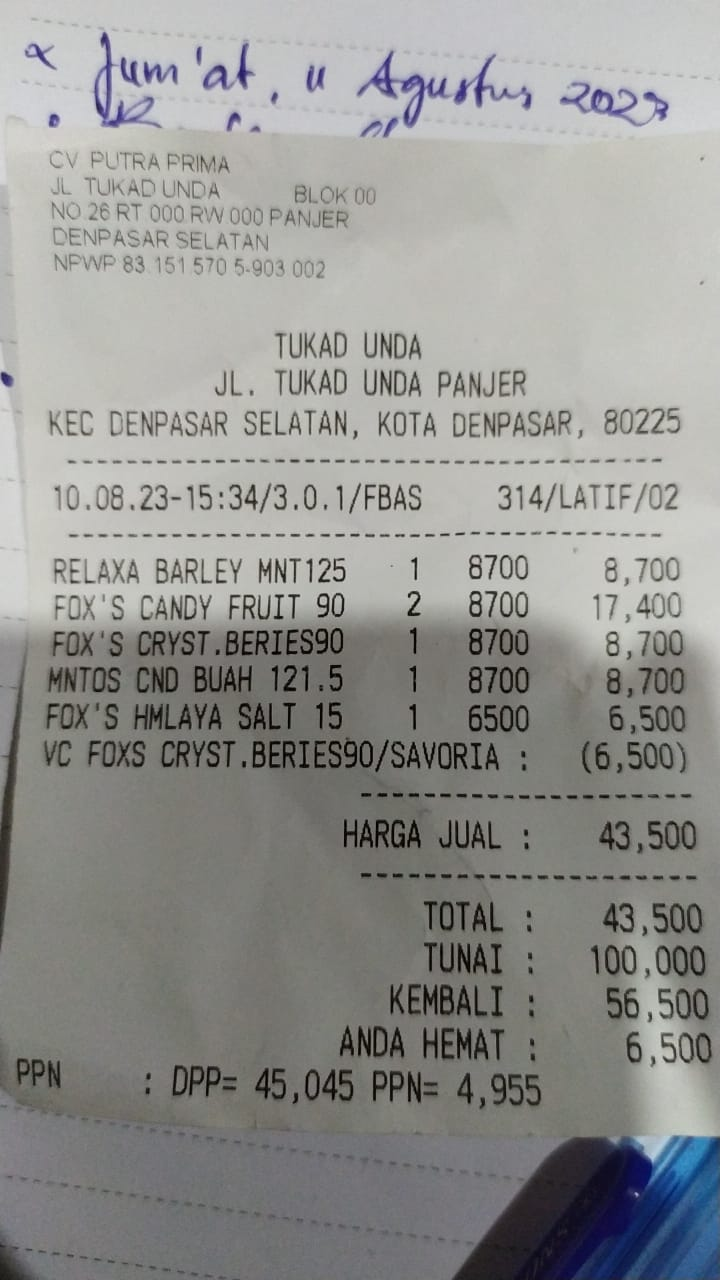 × Jum'at, 11 Agustus 2023
CV PUTRA PRIMA
JL TUKAD UNDA BLOK 00
NO 26 RT 000 RW 000 PANJER
DENPASAR SELATAN
NPWP 83 151 570 5-903 002
TUKAD UNDA
JL. TUKAD UNDA PANJER
KEC DENPASAR SELATAN, KOTA DENPASAR, 80225
10.08.23-15:34/3.0.1/FBAS 314/LATIF/02
RELAXA BARLEY MNT125 1 8700 8,700
FOX'S CANDY FRUIT 90 2 8700 17,400
FOX'S CRYST.BERIES90 1 8700 8,700
MNTOS CND BUAH 121.5 1 8700 8,700
FOX'S HMLAYA SALT 15 1 6500 6,500
VC FOXS CRYST.BERIES90/SAVORIA : (6,500)
HARGA JUAL : 43,500
TOTAL : 43,500
TUNAI : 100,000
KEMBALI : 56,500
ANDA HEMAT : 6,500
PPN : DPP= 45,045 PPN= 4,955